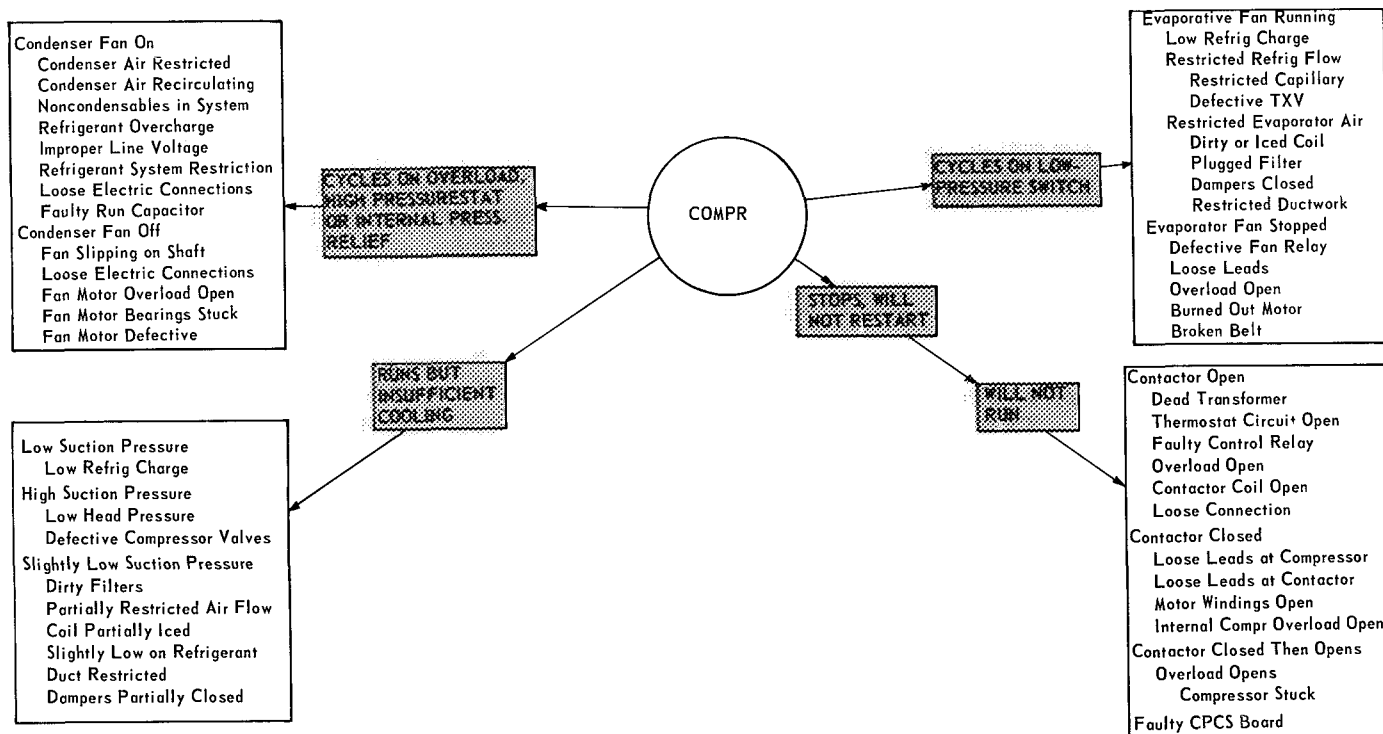 Condenser Fan On
Condenser Air Restricted
Condenser Air Recirculating
Noncondensables in System
Refrigerant Overcharge
Improper Line Voltage
Refrigerant System Restriction
Loose Electric Connections
Faulty Run Capacitor
Condenser Fan Off
Fan Slipping on Shaft
Loose Electric Connections
Fan Motor Overload Open
Fan Motor Bearings Stuck
Fan Motor Defective
CYCLES ON OVERLOAD,
HIGH PRESSURESTAT
OR INTERNAL PRESS.
RELIEF
COMPR
CYCLES ON LOW-
PRESSURE SWITCH
Evaporative Fan Running
Low Refrig Charge
Restricted Refrig Flow
Restricted Capillary
Defective TXV
Restricted Evaporator Air
Dirty or Iced Coil
Plugged Filter
Dampers Closed
Restricted Ductwork
Evaporator Fan Stopped
Defective Fan Relay
Loose Leads
Overload Open
Burned Out Motor
Broken Belt
RUNS BUT
INSUFFICIENT
COOLING
Low Suction Pressure
Low Refrig Charge
High Suction Pressure
Low Head Pressure
Defective Compressor Valves
Slightly Low Suction Pressure
Dirty Filters
Partially Restricted Air Flow
Coil Partially Iced
Slightly Low on Refrigerant
Duct Restricted
Dampers Partially Closed
STOPS, WILL
NOT RESTART
WILL NOT
RUN
Contactor Open
Dead Transformer
Thermostat Circuit Open
Faulty Control Relay
Overload Open
Contactor Coil Open
Loose Connection
Contactor Closed
Loose Leads at Compressor
Loose Leads at Contactor
Motor Windings Open
Internal Compr Overload Open
Contactor Closed Then Opens
Overload Opens
Compressor Stuck
Faulty CPCS Board